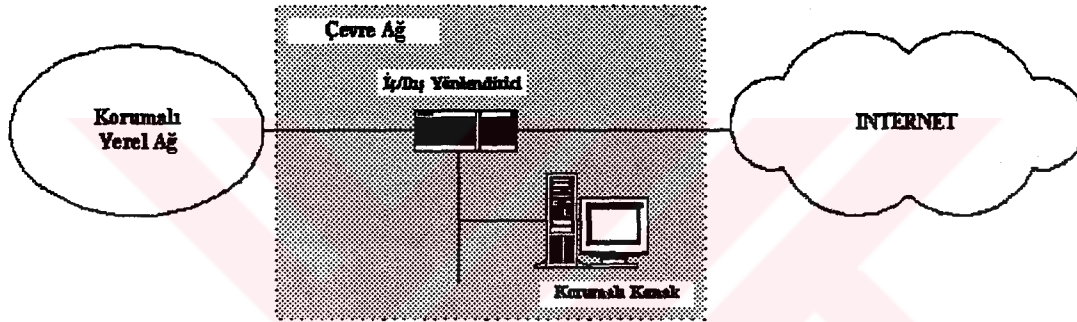 Çevre Ağ
İç/Dış Yönlendirici
Korumalı
Yerel Ağ
INTERNET
Korumalı Konak